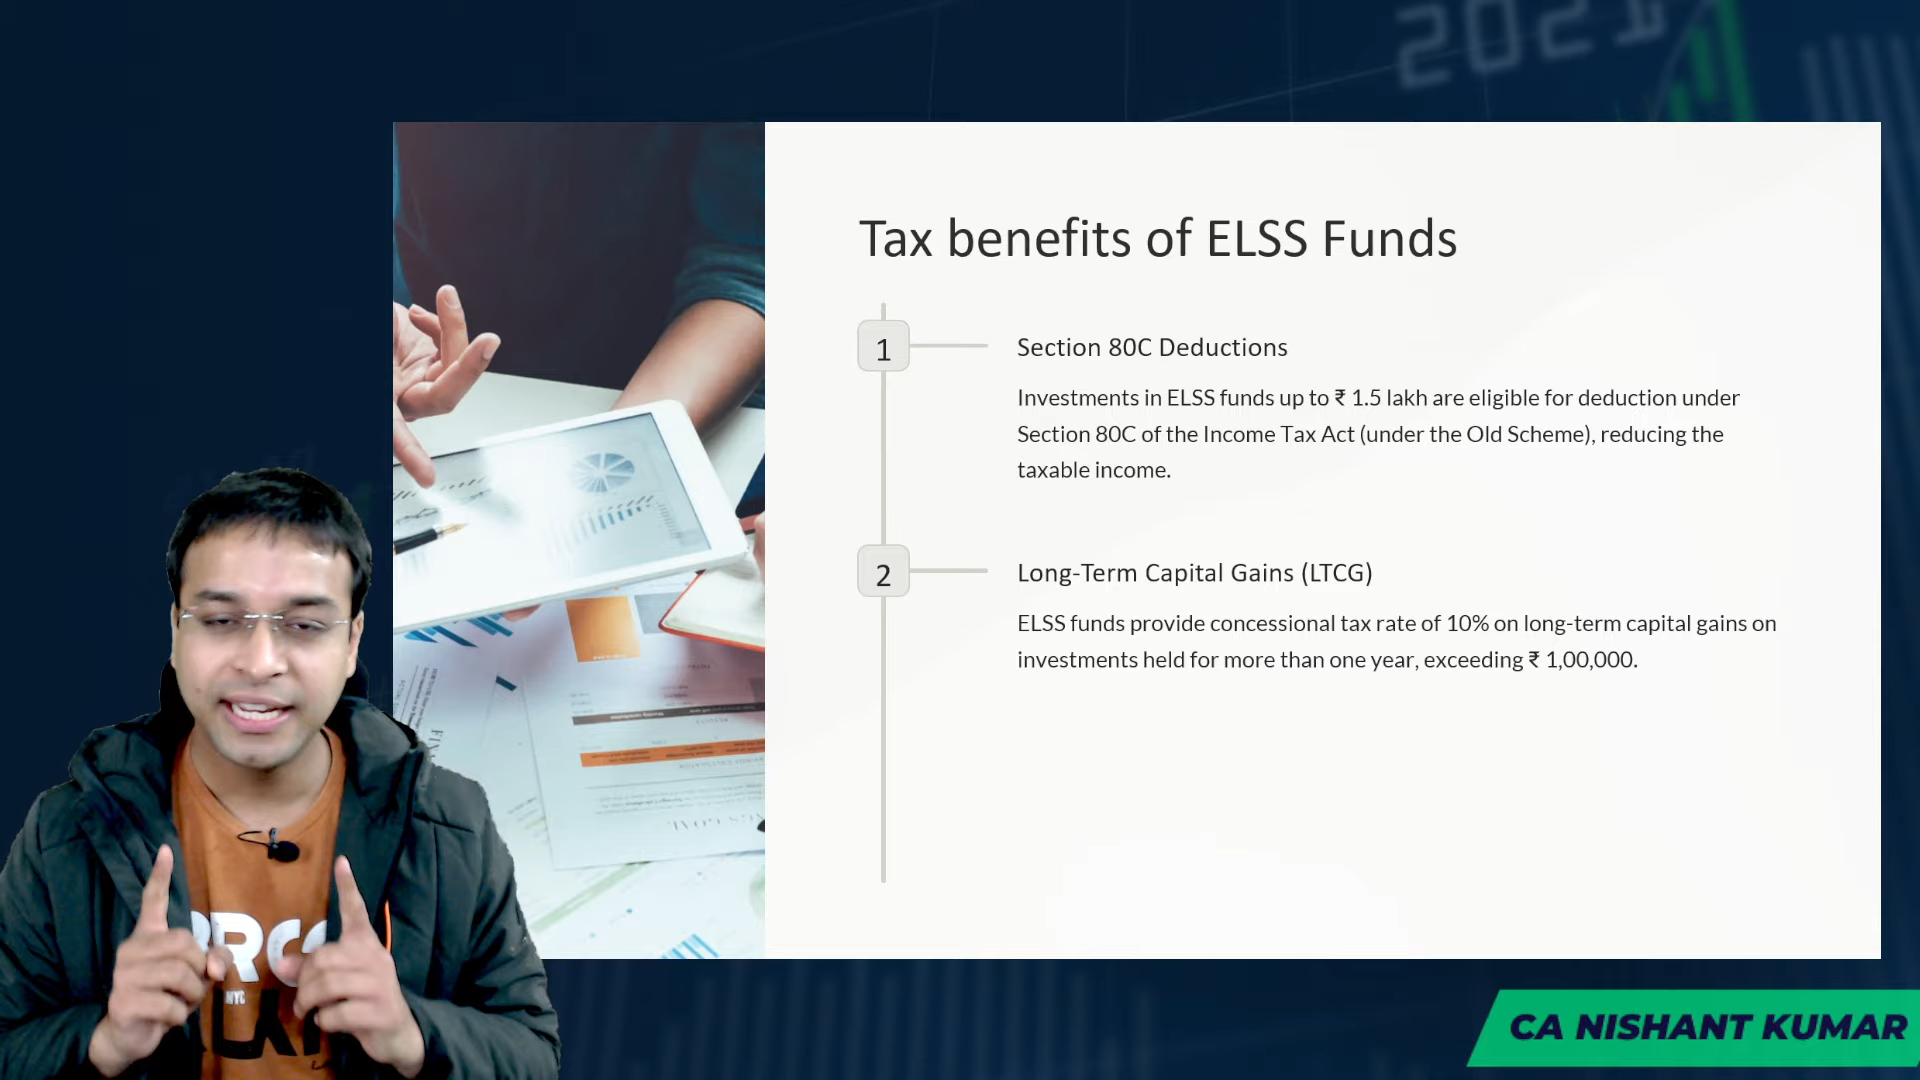 2021
Tax benefits of ELSS Funds
1
Section 80C Deductions
Investments in ELSS funds up to ₹ 1.5 lakh are eligible for deduction under
Section 80C of the Income Tax Act (under the Old Scheme), reducing the
taxable income.
2
Long-Term Capital Gains (LTCG)
ELSS funds provide concessional tax rate of 10% on long-term capital gains on
investments held for more than one year, exceeding ₹ 1,00,000.
NYC
CA NISHANT KUMAR